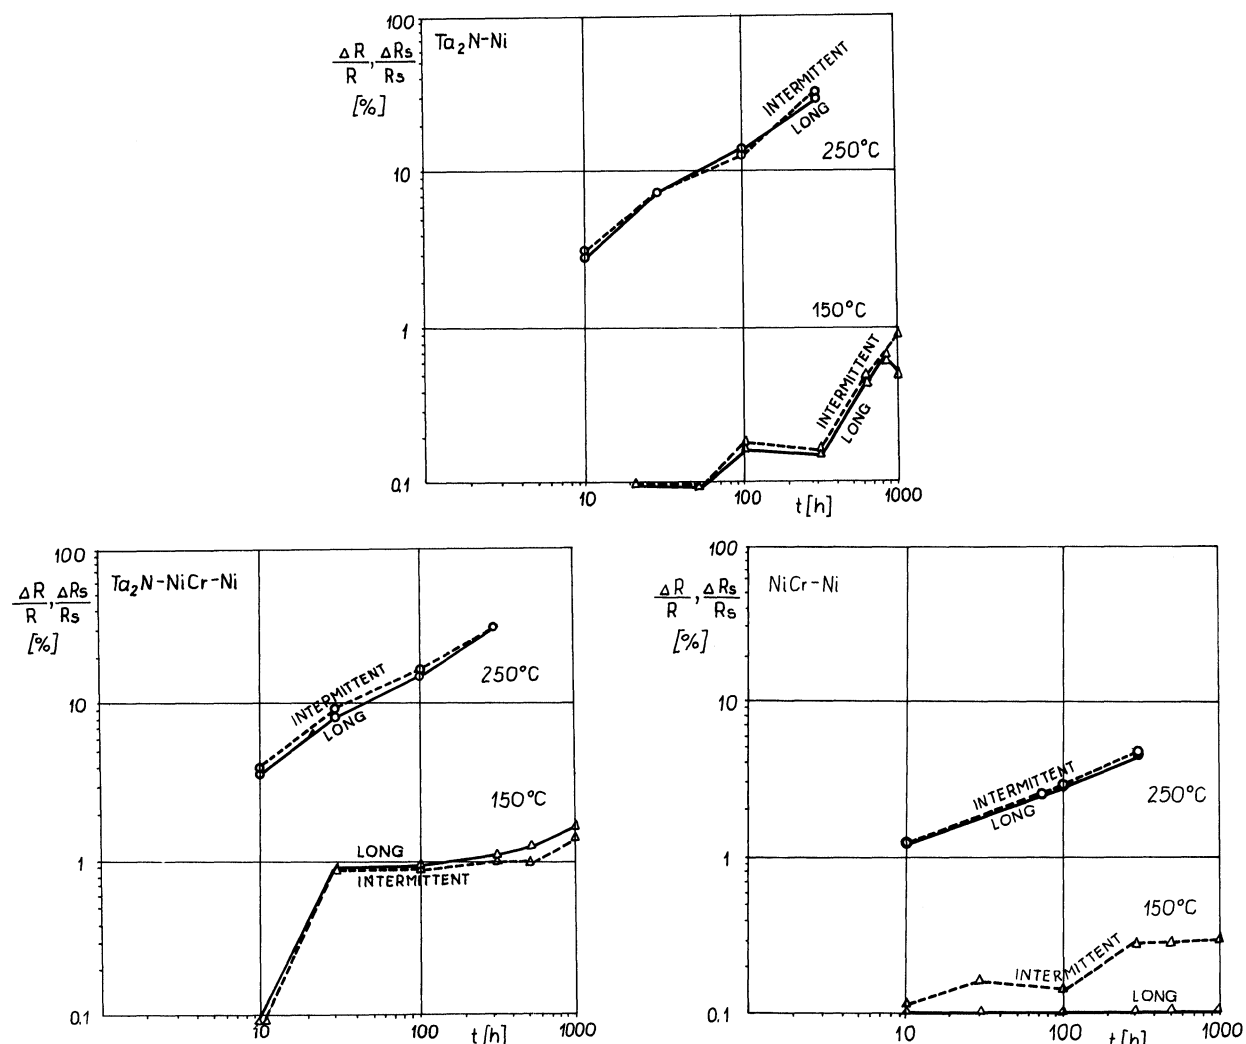 100
Ta₂N-Ni
ΔR/R, ΔRs/Rs
[%]
INTERMITTENT
LONG
250°C
10
150°C
1
INTERMITTENT
LONG
0.1
10
100
1000
t[h]
100
Ta₂N-NiCr-Ni
ΔR/R, ΔRs/Rs
[%]
INTERMITTENT
LONG
250°C
10
150°C
LONG
1
INTERMITTENT
0.1
10
100
1000
t[h]
100
NiCr-Ni
ΔR/R, ΔRs/Rs
[%]
10
INTERMITTENT
LONG
250°C
1
150°C
INTERMITTENT
LONG
0.1
10
100
1000
t[h]